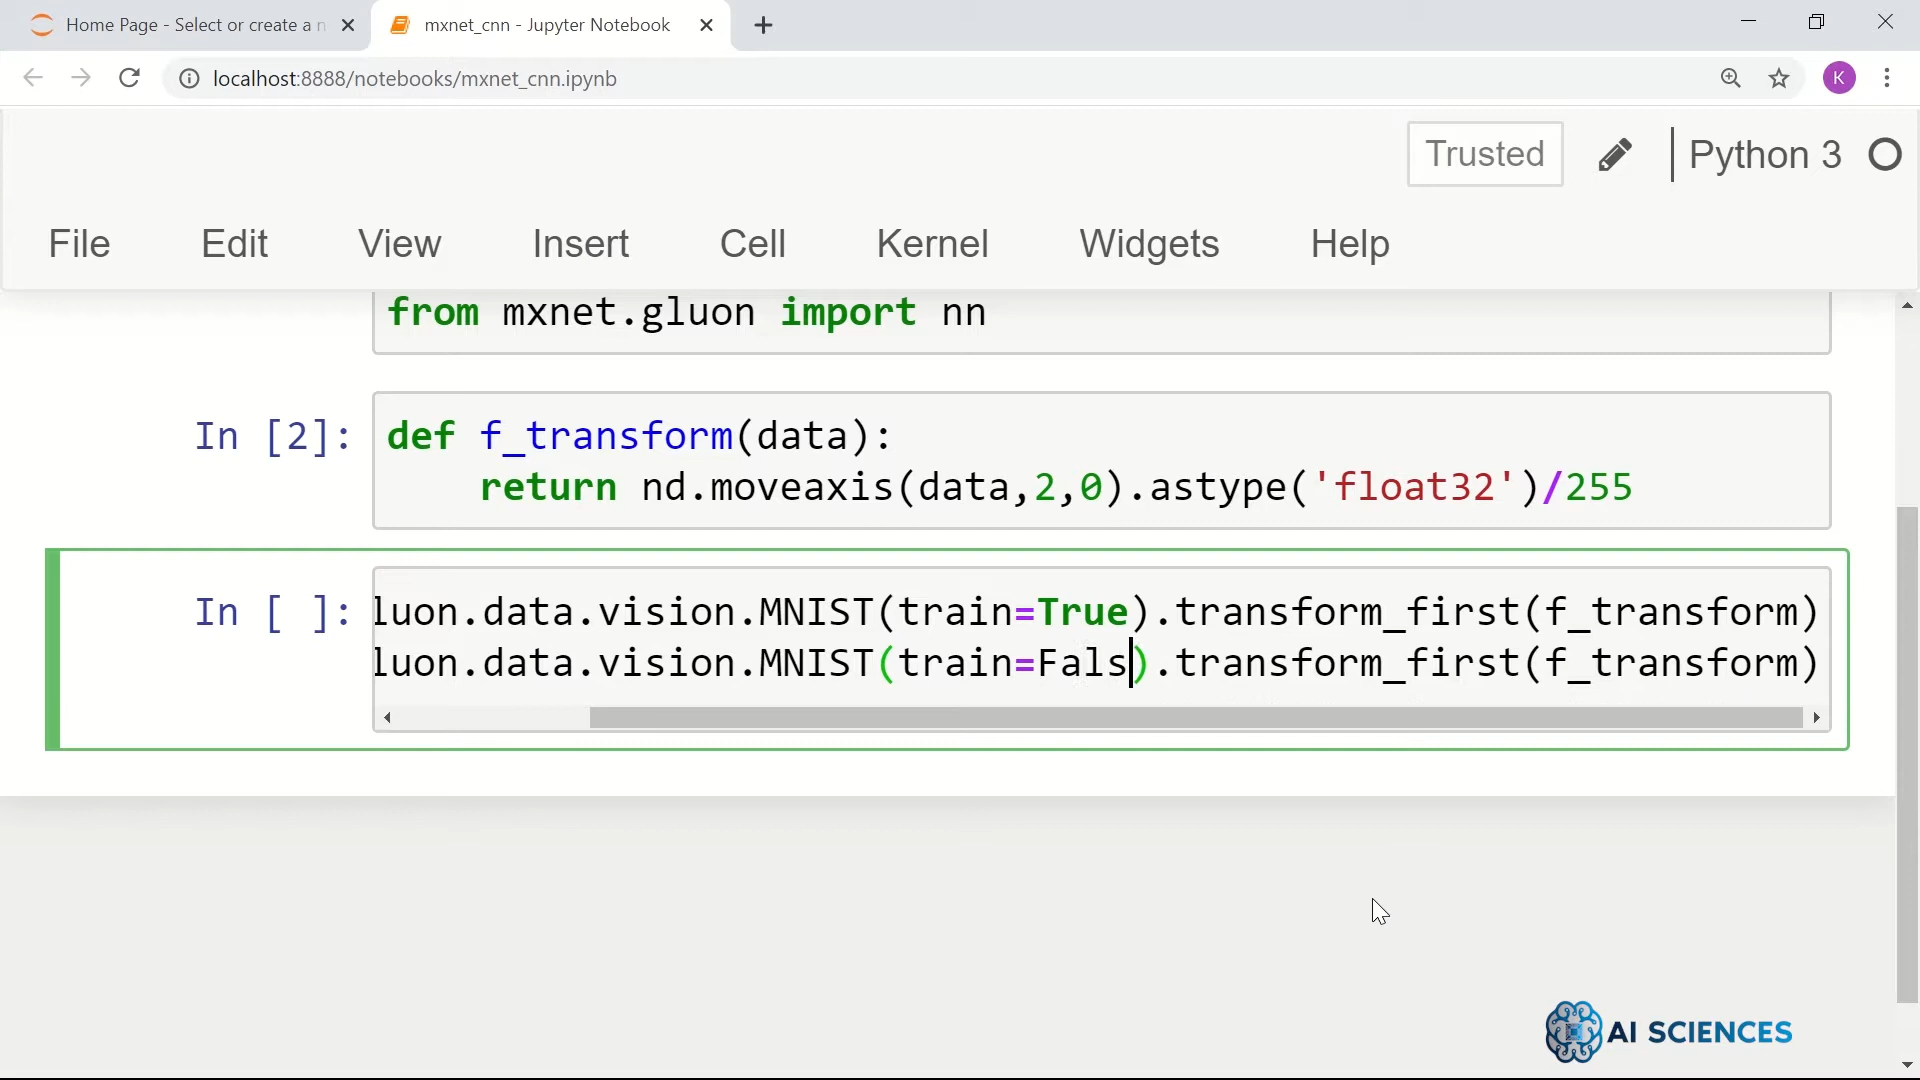 Home Page - Select or create a n
mxnet_cnn - Jupyter Notebook
localhost:8888/notebooks/mxnet_cnn.ipynb
K
Trusted
Python 3
File Edit View Insert Cell Kernel Widgets Help
from mxnet.gluon import nn
In [2]: def f_transform(data):
return nd.moveaxis(data,2,0).astype('float32')/255
In [ ]: luon.data.vision.MNIST(train=True).transform_first(f_transform)
luon.data.vision.MNIST(train=Fals).transform_first(f_transform)
AI SCIENCES